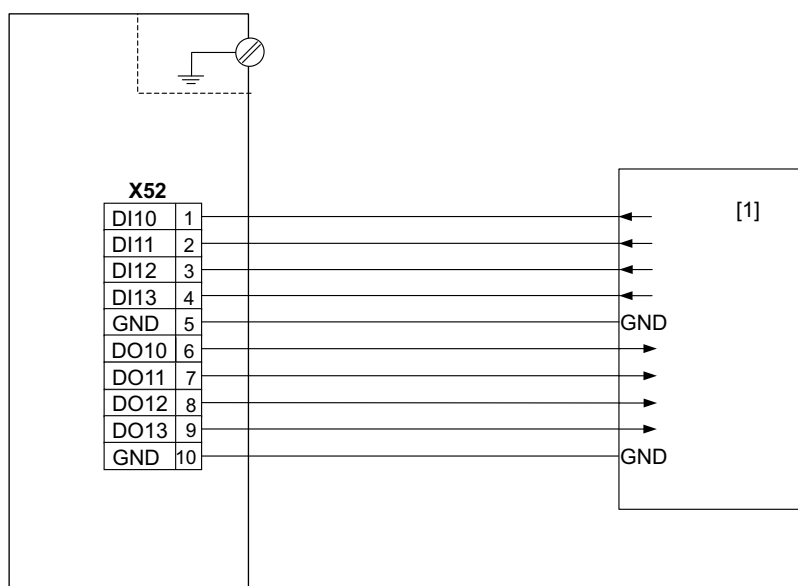 X52
DI10 1
[1]
DI11 2
DI12 3
DI13 4
GND 5 GND
DO10 6
DO11 7
DO12 8
DO13 9
GND 10 GND